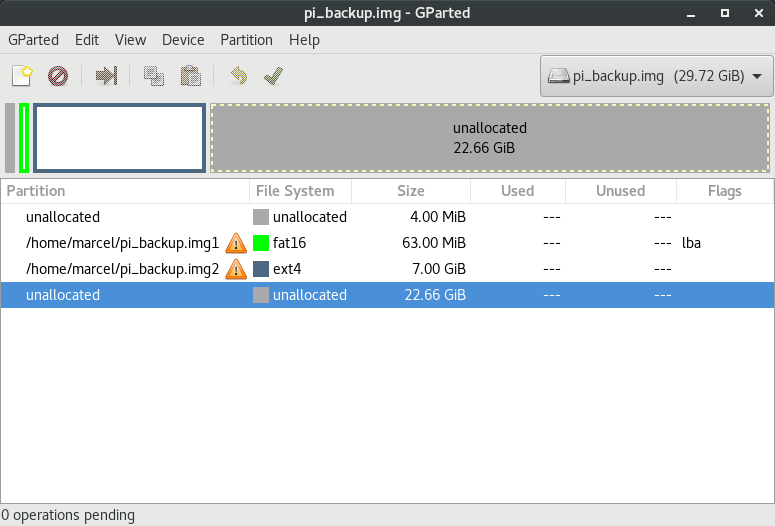 pi_backup.img - GParted
GParted Edit View Device Partition Help
pi_backup.img (29.72 GiB)
unallocated
22.66 GiB
Partition File System Size Used Unused Flags
unallocated unallocated 4.00 MiB --- ---
/home/marcel/pi_backup.img1 fat16 63.00 MiB --- --- lba
/home/marcel/pi_backup.img2 ext4 7.00 GiB --- ---
unallocated unallocated 22.66 GiB --- ---
0 operations pending